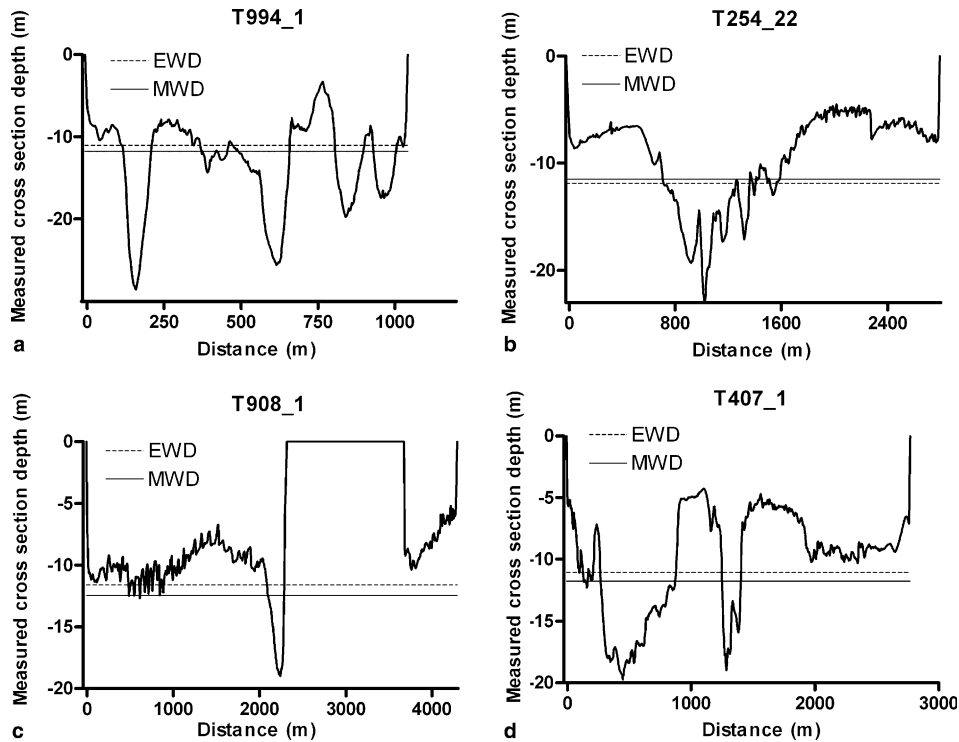 T994_1
Measured cross section depth (m)
0
-10
-20
EWD
MWD
0 250 500 750 1000
Distance (m)
a
T254_22
Measured cross section depth (m)
0
-10
-20
EWD
MWD
0 800 1600 2400
Distance (m)
b
T908_1
Measured cross section depth (m)
0
-5
-10
-15
-20
EWD
MWD
0 1000 2000 3000 4000
Distance (m)
c
T407_1
Measured cross section depth (m)
0
-5
-10
-15
-20
EWD
MWD
0 1000 2000 3000
Distance (m)
d